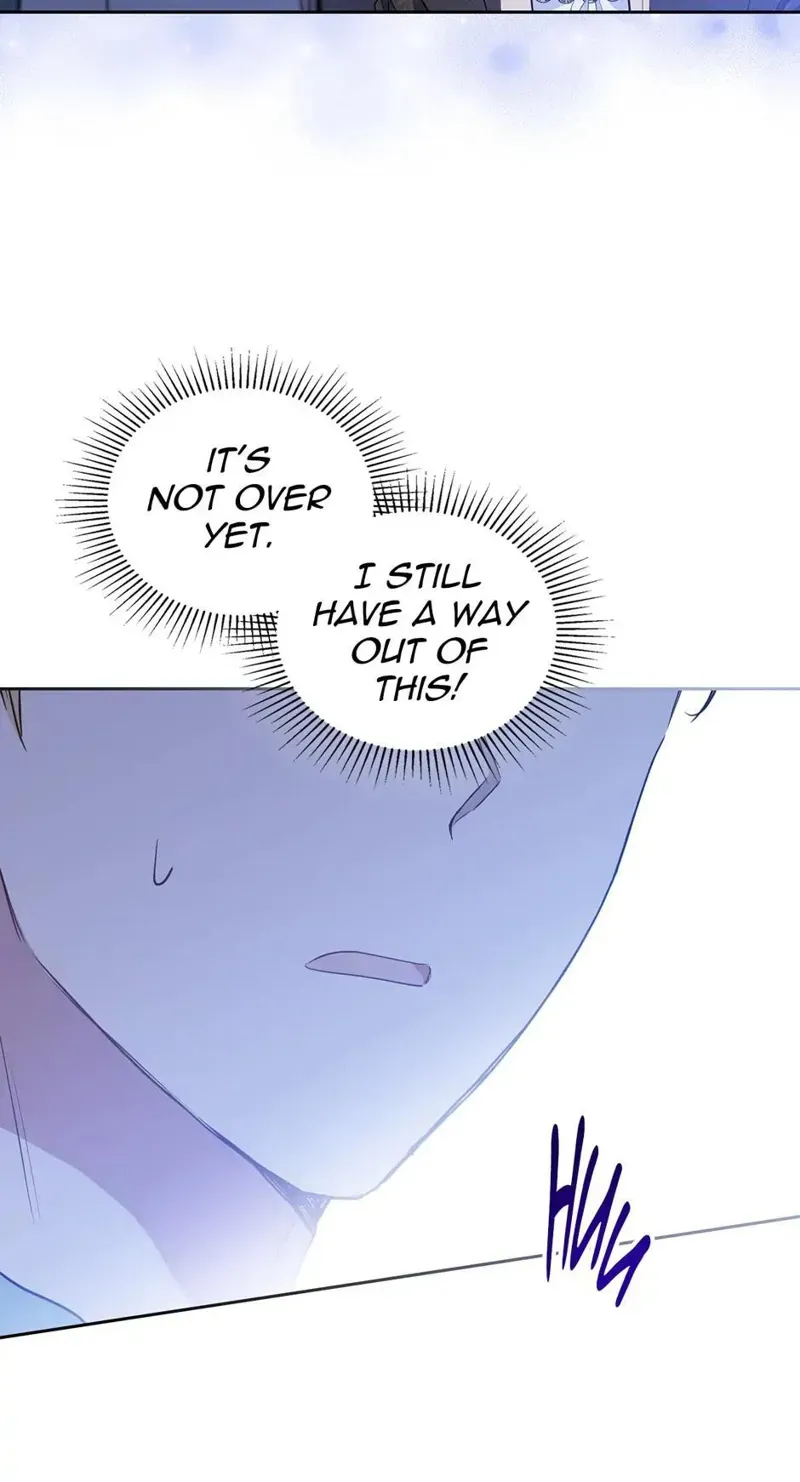 IT'S
NOT OVER
YET.
I STILL
HAVE A WAY
OUT OF
THIS!
HUU